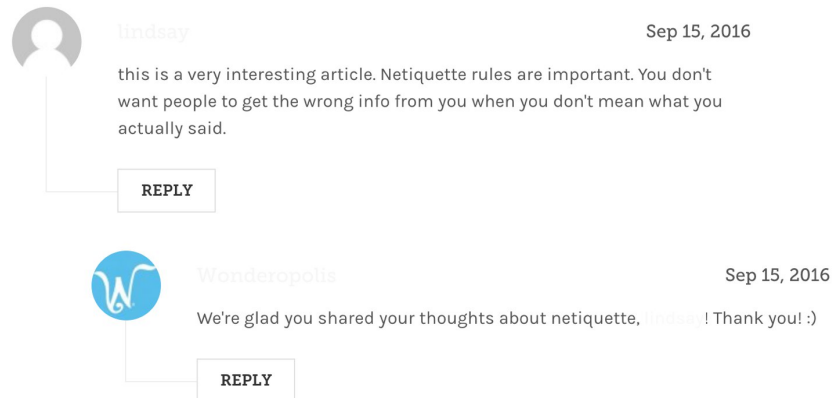 lindsay
Sep 15, 2016
this is a very interesting article. Netiquette rules are important. You don't
want people to get the wrong info from you when you don't mean what you
actually said.
REPLY
Wonderopolis
Sep 15, 2016
We're glad you shared your thoughts about netiquette, lindsay! Thank you! :)
REPLY